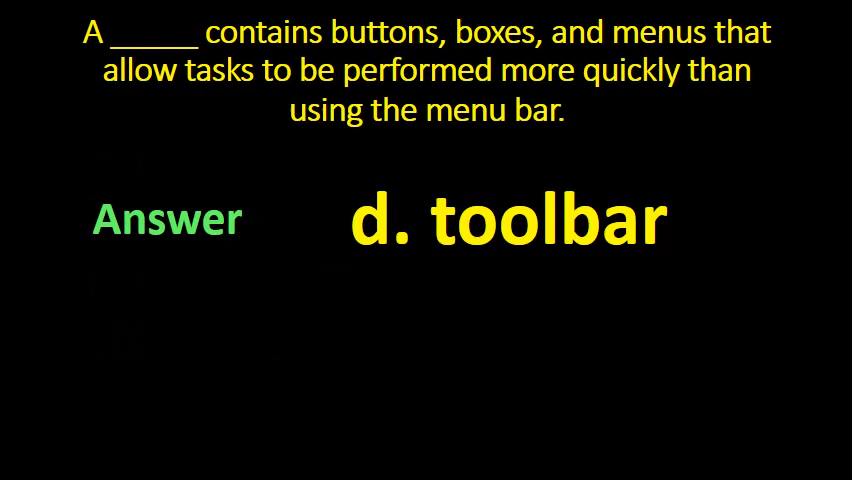 A _____ contains buttons, boxes, and menus that
allow tasks to be performed more quickly than
using the menu bar.
Answer
d. toolbar